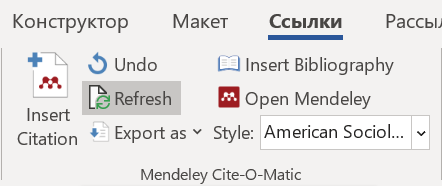 Конструктор Макет Ссылки Рассыл
Undo Insert Bibliography
Insert Citation Refresh Open Mendeley
Export as Style: American Sociol...
Mendeley Cite-O-Matic